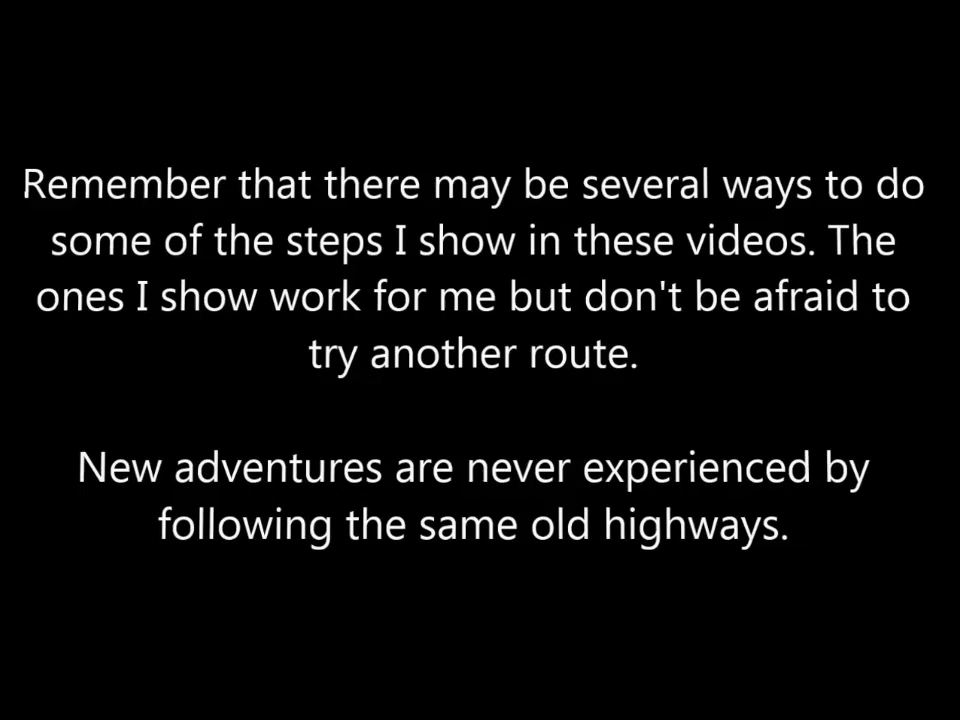 Remember that there may be several ways to do
some of the steps I show in these videos. The
ones I show work for me but don't be afraid to
try another route.
New adventures are never experienced by
following the same old highways.